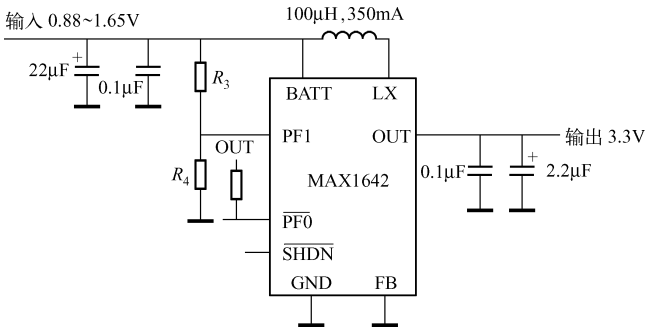 100μH,350mA
输入 0.88~1.65V
22μF
+
0.1μF
R3
BATT
LX
PF1
OUT
输出 3.3V
OUT
R4
MAX1642
0.1μF
+
2.2μF
PF0
SHDN
GND
FB